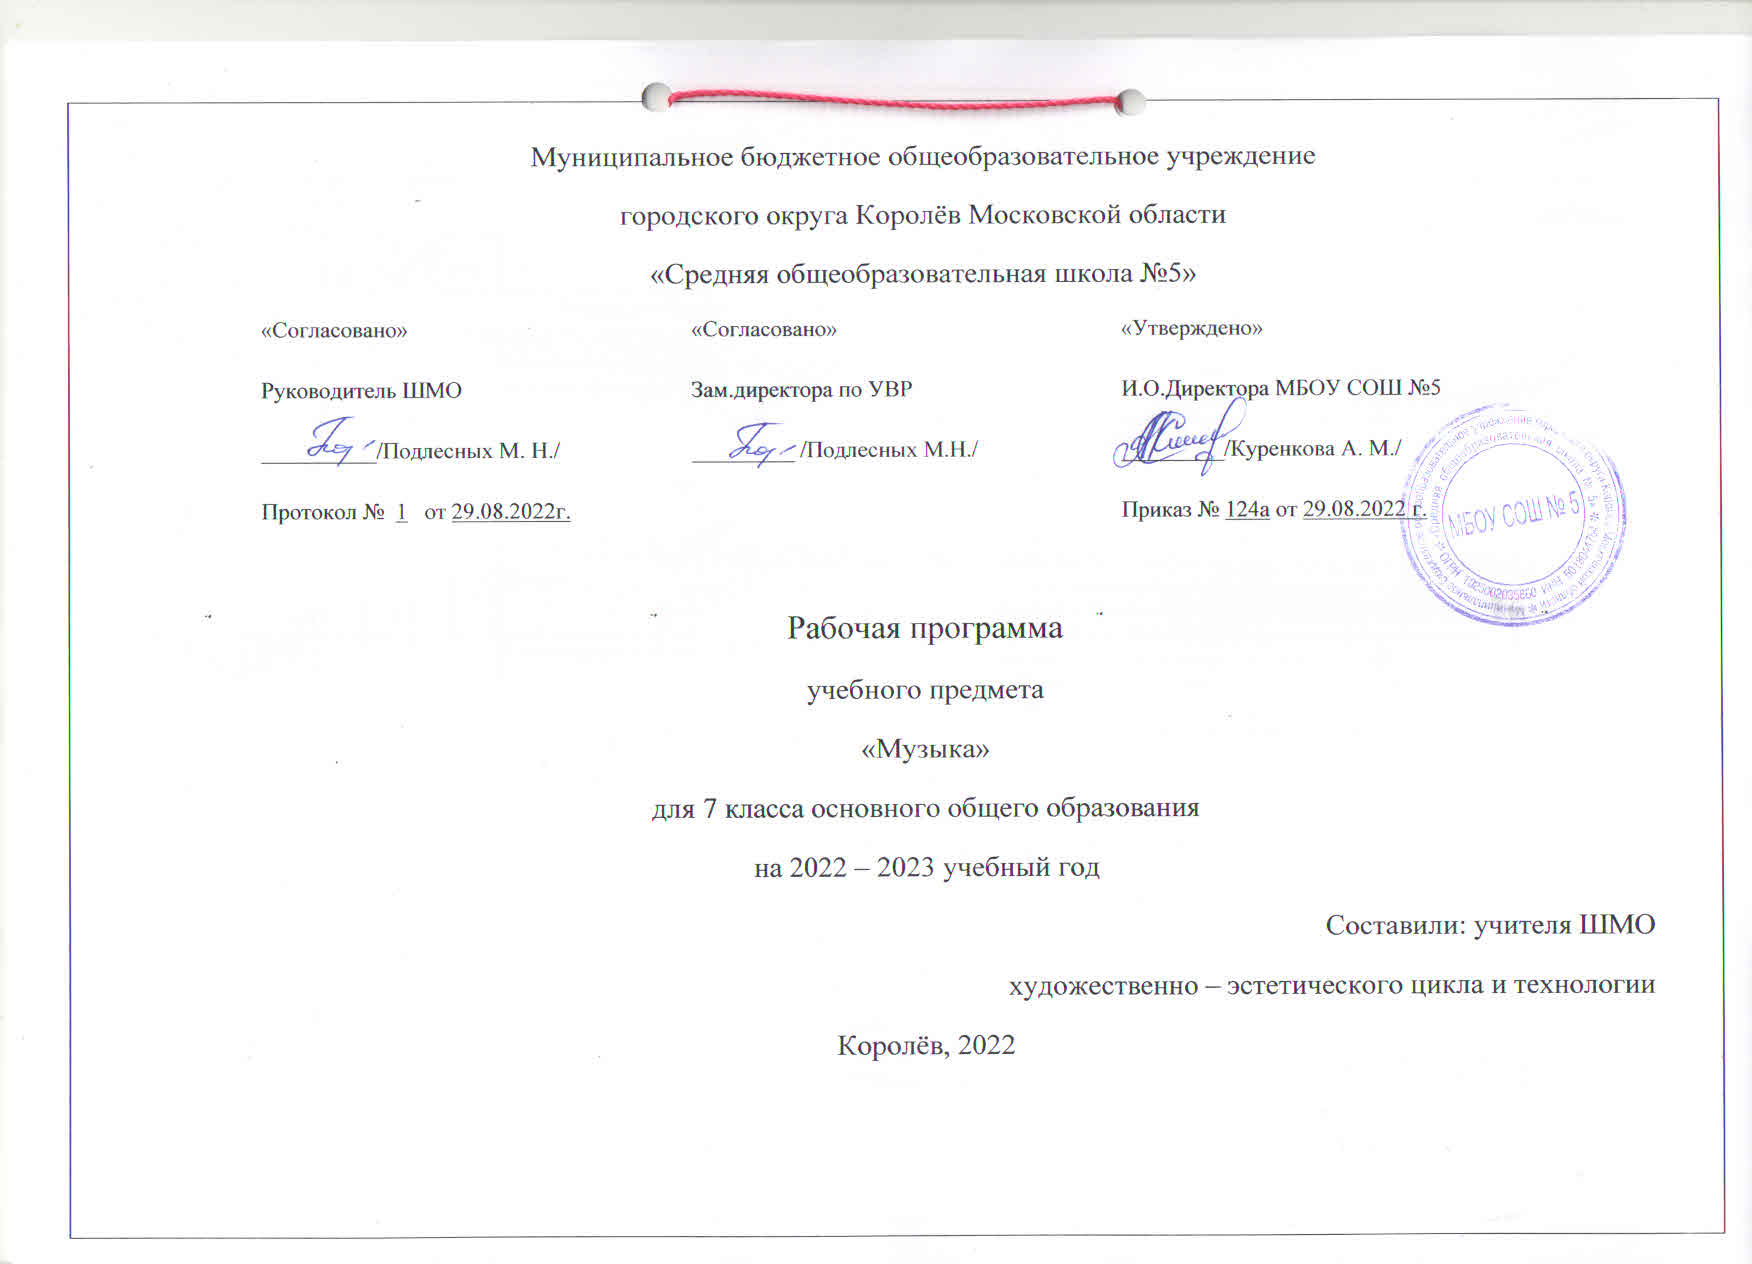 Муниципальное бюджетное общеобразовательное учреждение
городского округа Королёв Московской области
«Средняя общеобразовательная школа №5»
«Согласовано» «Согласовано» «Утверждено»
Руководитель ШМО Зам.директора по УВР И.О.Директора МБОУ СОШ №5
/Подлесных М. Н./ /Подлесных М.Н./ /Куренкова А. М./
Протокол № 1 от 29.08.2022г. Приказ № 124а от 29.08.2022 г.
МБОУ СОШ № 5
Рабочая программа
учебного предмета
«Музыка»
для 7 класса основного общего образования
на 2022 – 2023 учебный год
Составили: учителя ШМО
художественно – эстетического цикла и технологии
Королёв, 2022